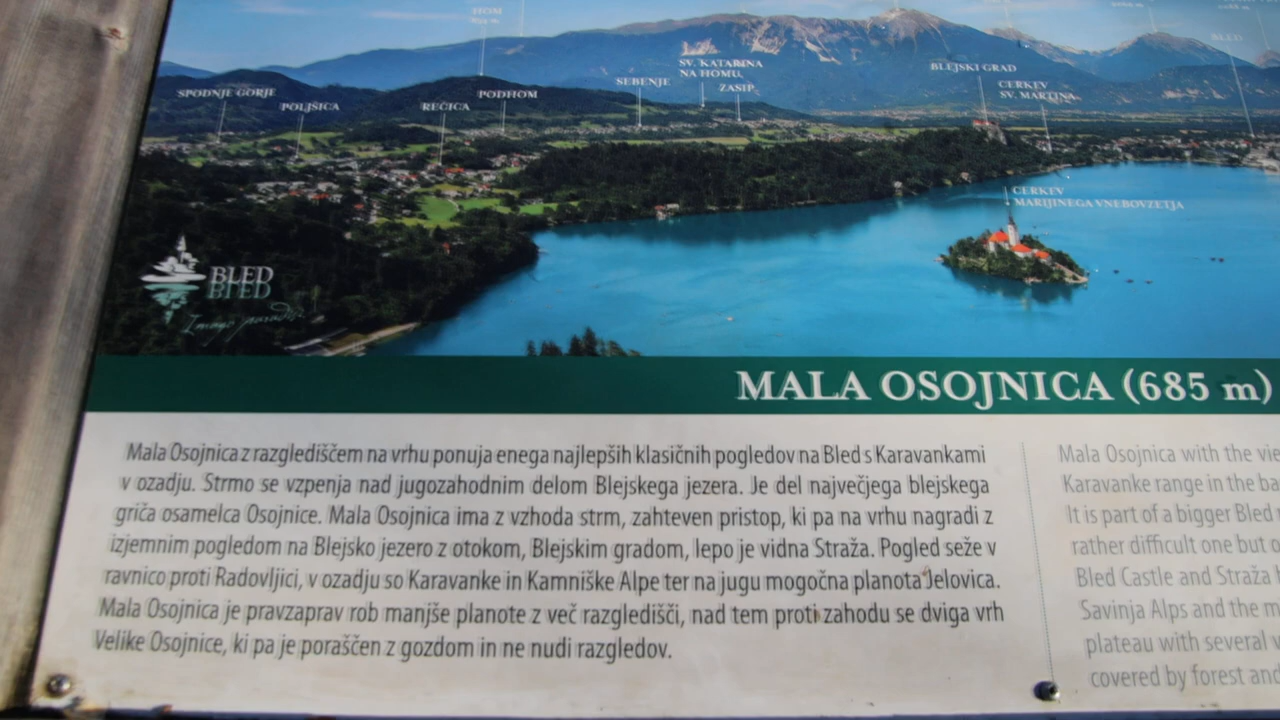 HOM
SPODNJE GORJE
POLJŠICA
REČICA
PODHOM
SEBENJE
SV. KATARINA
NA HOMU,
ZASIP
BLEJSKI GRAD
CERKEV
SV. MARTINA
BLED
CERKEV
MARIJINEGA VNEBOVZETJA
BLED
BLED
Imago paradisi
MALA OSOJNICA (685 m)
Mala Osojnica z razglediščem na vrhu ponuja enega najlepših klasičnih pogledov na Bled s Karavankami
v ozadju. Strmo se vzpenja nad jugozahodnim delom Blejskega jezera. Je del največjega blejskega
griča osamelca Osojnice. Mala Osojnica ima z vzhoda strm, zahteven pristop, ki pa na vrhu nagradi z
izjemnim pogledom na Blejsko jezero z otokom, Blejskim gradom, lepo je vidna Straža. Pogled seže v
ravnico proti Radovljici, v ozadju so Karavanke in Kamniške Alpe ter na jugu mogočna planota Jelovica.
Mala Osojnica je pravzaprav rob manjše planote z več razgledišči, nad tem proti zahodu se dviga vrh
Velike Osojnice, ki pa je poraščen z gozdom in ne nudi razgledov.
Mala Osojnica with the vie
Karavanke range in the ba
It is part of a bigger Bled
rather difficult one but o
Bled Castle and Straža
Savinja Alps and the m
plateau with several
covered by forest and